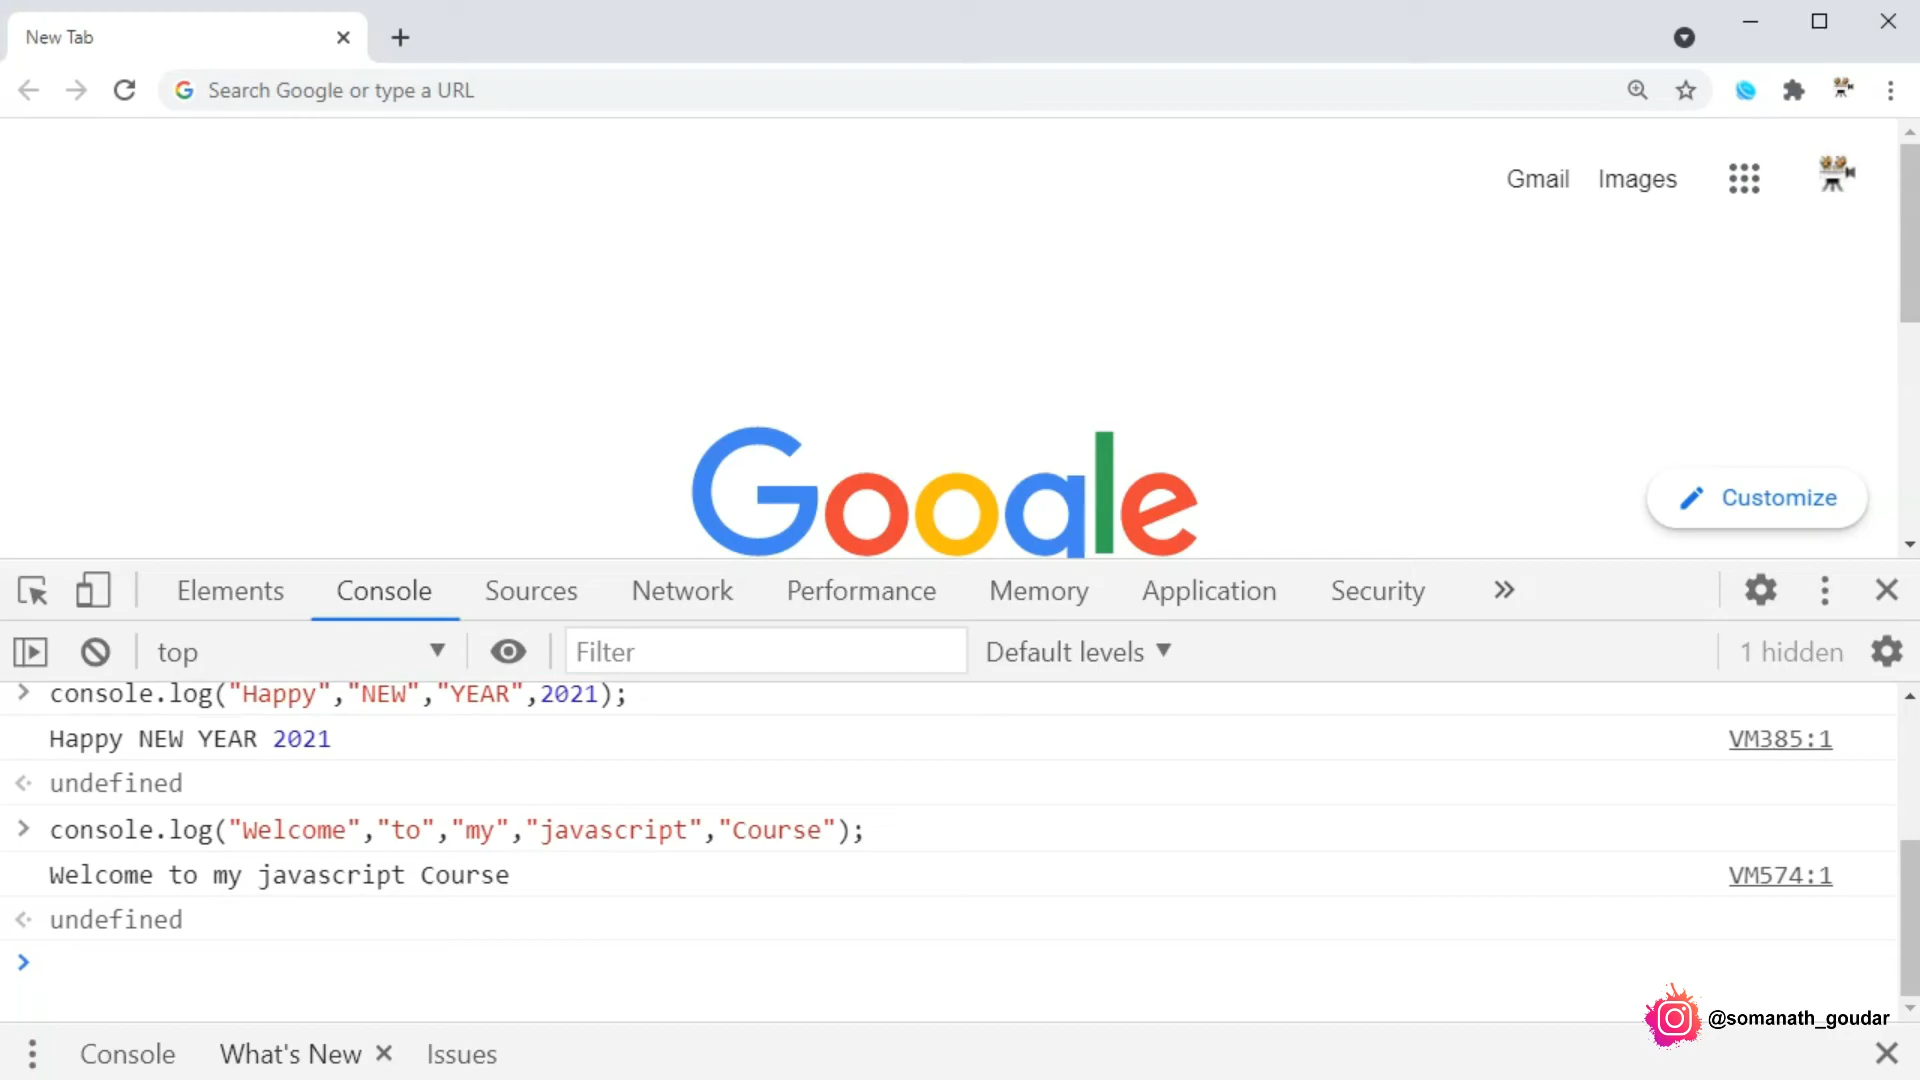 New Tab
Search Google or type a URL
Gmail Images
Google
Customize
Elements Console Sources Network Performance Memory Application Security
top Filter Default levels 1 hidden
console.log("Happy","NEW","YEAR",2021);
Happy NEW YEAR 2021 VM385:1
undefined
console.log("Welcome","to","my","javascript","Course");
Welcome to my javascript Course VM574:1
undefined
@somanath_goudar
Console What's New Issues